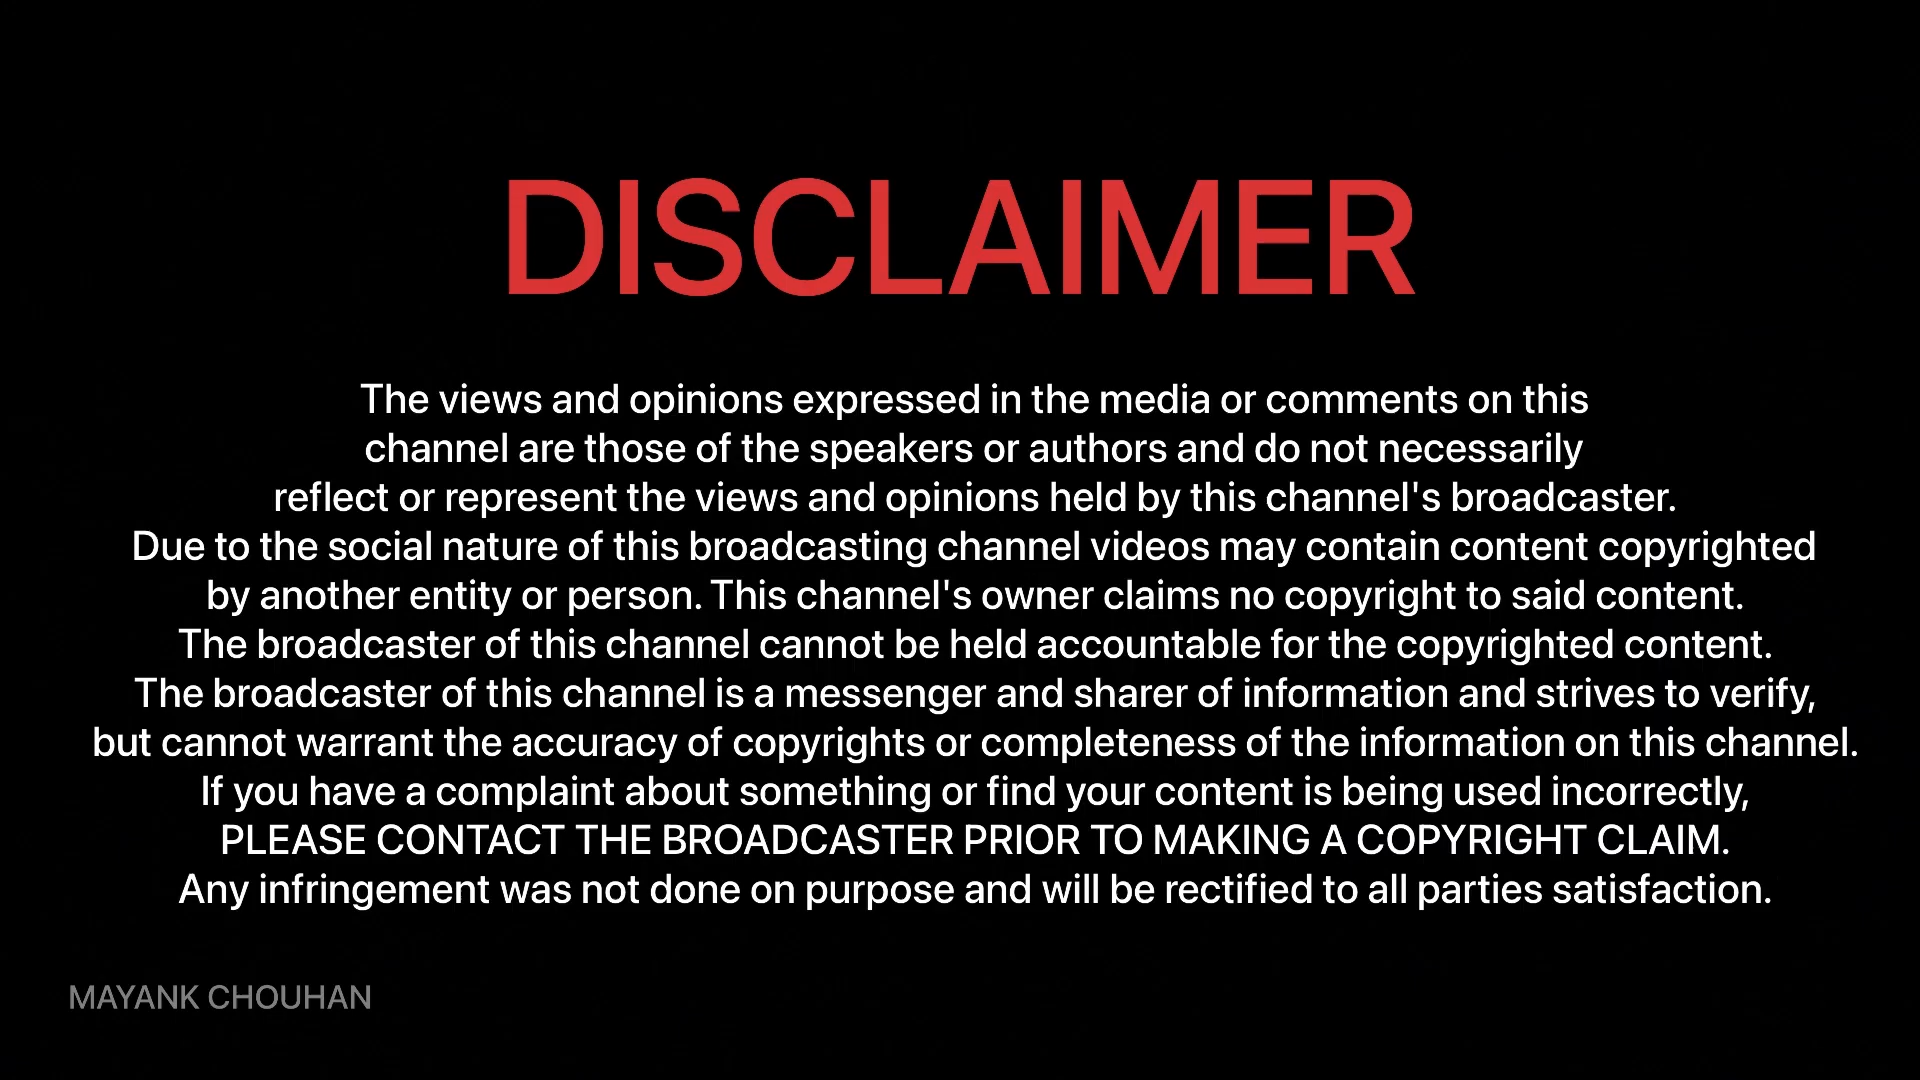 DISCLAIMER
The views and opinions expressed in the media or comments on this
channel are those of the speakers or authors and do not necessarily
reflect or represent the views and opinions held by this channel's broadcaster.
Due to the social nature of this broadcasting channel videos may contain content copyrighted
by another entity or person. This channel's owner claims no copyright to said content.
The broadcaster of this channel cannot be held accountable for the copyrighted content.
The broadcaster of this channel is a messenger and sharer of information and strives to verify,
but cannot warrant the accuracy of copyrights or completeness of the information on this channel.
If you have a complaint about something or find your content is being used incorrectly,
PLEASE CONTACT THE BROADCASTER PRIOR TO MAKING A COPYRIGHT CLAIM.
Any infringement was not done on purpose and will be rectified to all parties satisfaction.
MAYANK CHOUHAN